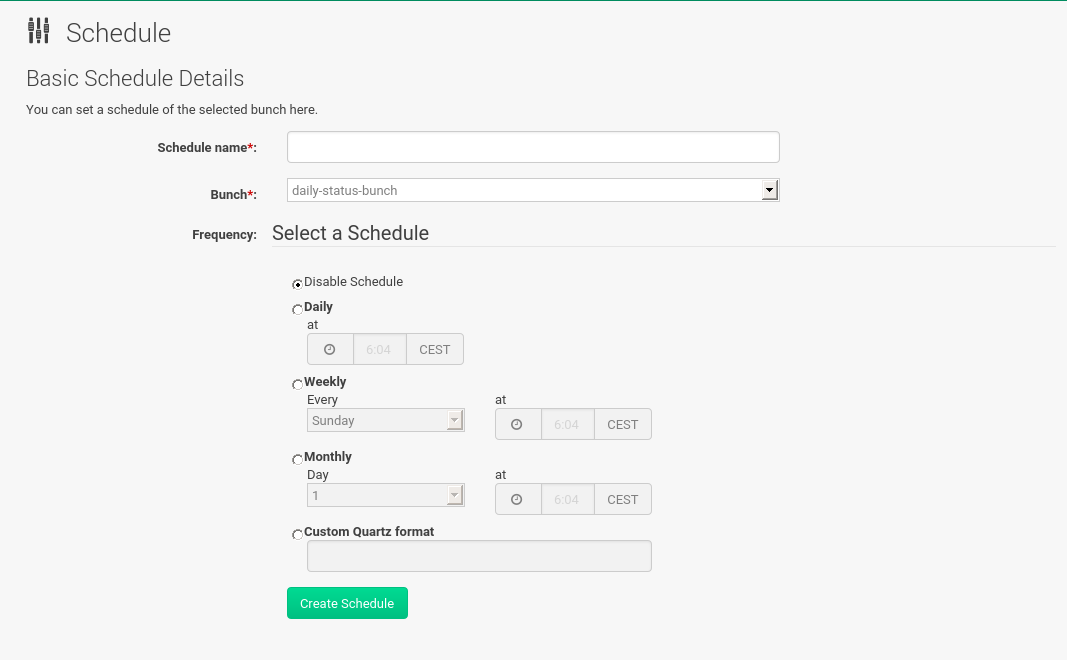 Schedule
Basic Schedule Details
You can set a schedule of the selected bunch here.
Schedule name*:
Bunch*: daily-status-bunch
Frequency: Select a Schedule
Disable Schedule
Daily
at
6:04 CEST
Weekly
Every at
Sunday 6:04 CEST
Monthly
Day at
1 6:04 CEST
Custom Quartz format
Create Schedule